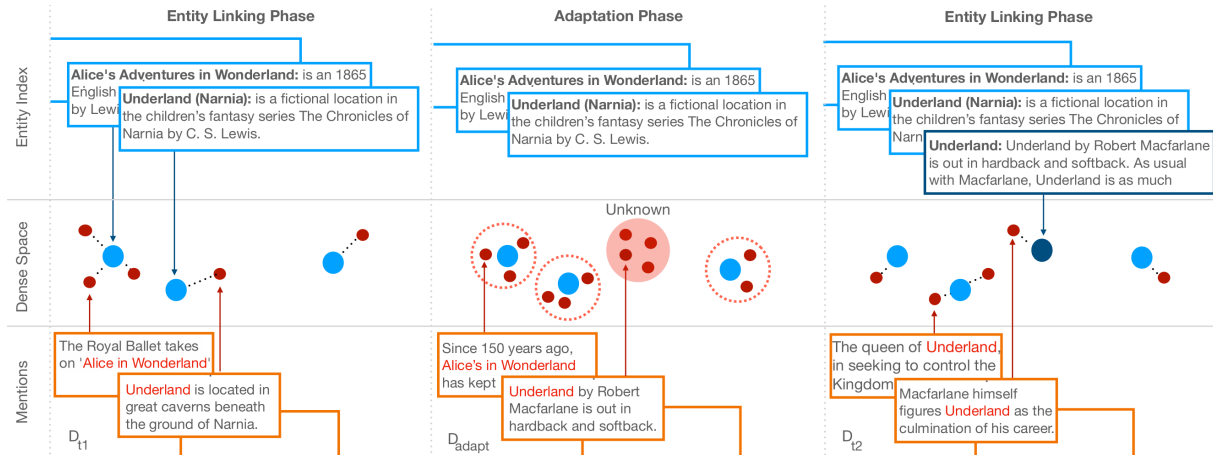 Entity Linking Phase
Adaptation Phase
Entity Linking Phase
Entity Index
Alice's Adventures in Wonderland: is an 1865
English
by Lewi
Underland (Narnia): is a fictional location in
the children's fantasy series The Chronicles of
Narnia by C. S. Lewis.
Alice's Adventures in Wonderland: is an 1865
English
by Lewi
Underland (Narnia): is a fictional location in
the children's fantasy series The Chronicles of
Narnia by C. S. Lewis.
Alice's Adventures in Wonderland: is an 1865
English
by Lewi
Underland (Narnia): is a fictional location in
the children's fantasy series The Chronicles of
Narn
Underland: Underland by Robert Macfarlane
is out in hardback and softback. As usual
with Macfarlane, Underland is as much
Dense Space
Unknown
Mentions
The Royal Ballet takes
on 'Alice in Wonderland'
Underland is located in
great caverns beneath
the ground of Narnia.
Dt1
Since 150 years ago,
Alice's in Wonderland
has kept
Underland by Robert
Macfarlane is out in
hardback and softback.
Dadapt
The queen of Underland,
in seeking to control the
Kingdom
Macfarlane himself
figures Underland as the
culmination of his career.
Dt2